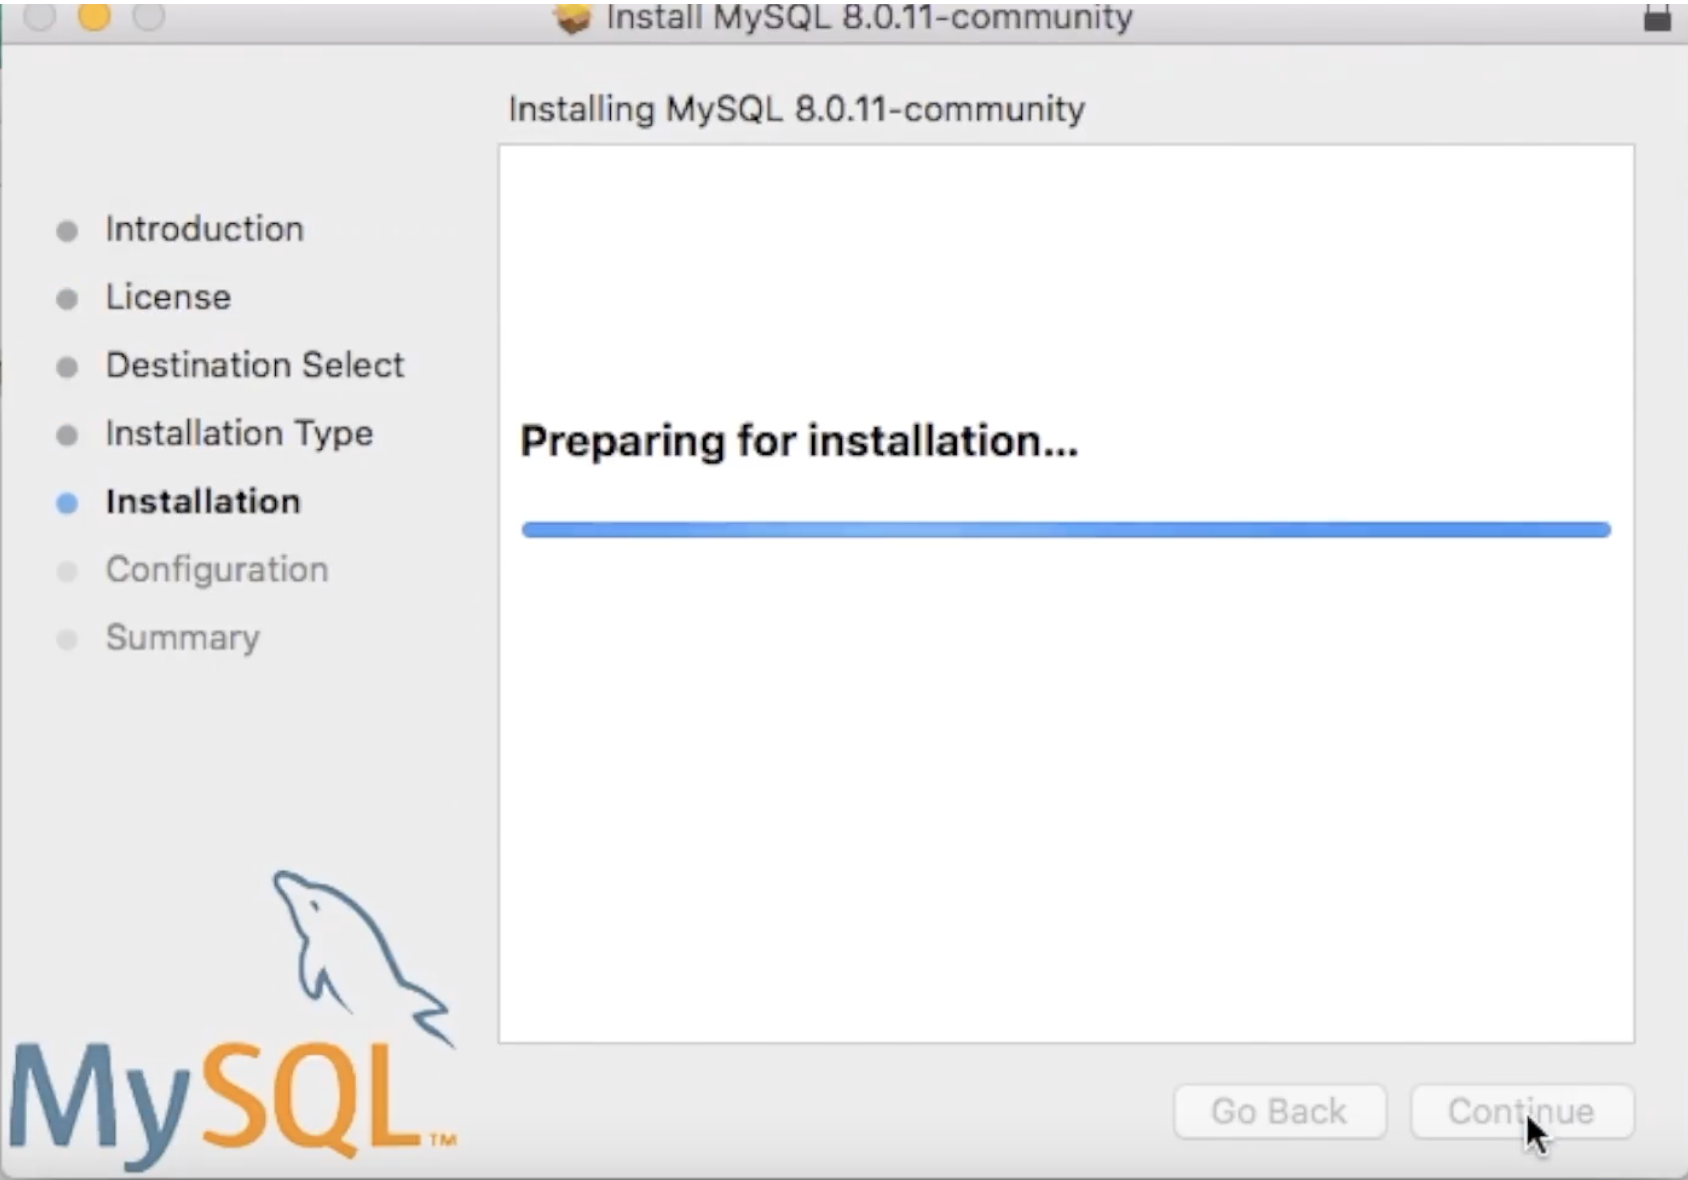 Install MySQL 8.0.11-community
Installing MySQL 8.0.11-community
Introduction
License
Destination Select
Installation Type
Installation
Configuration
Summary
Preparing for installation...
MySQL™
Go Back
Continue